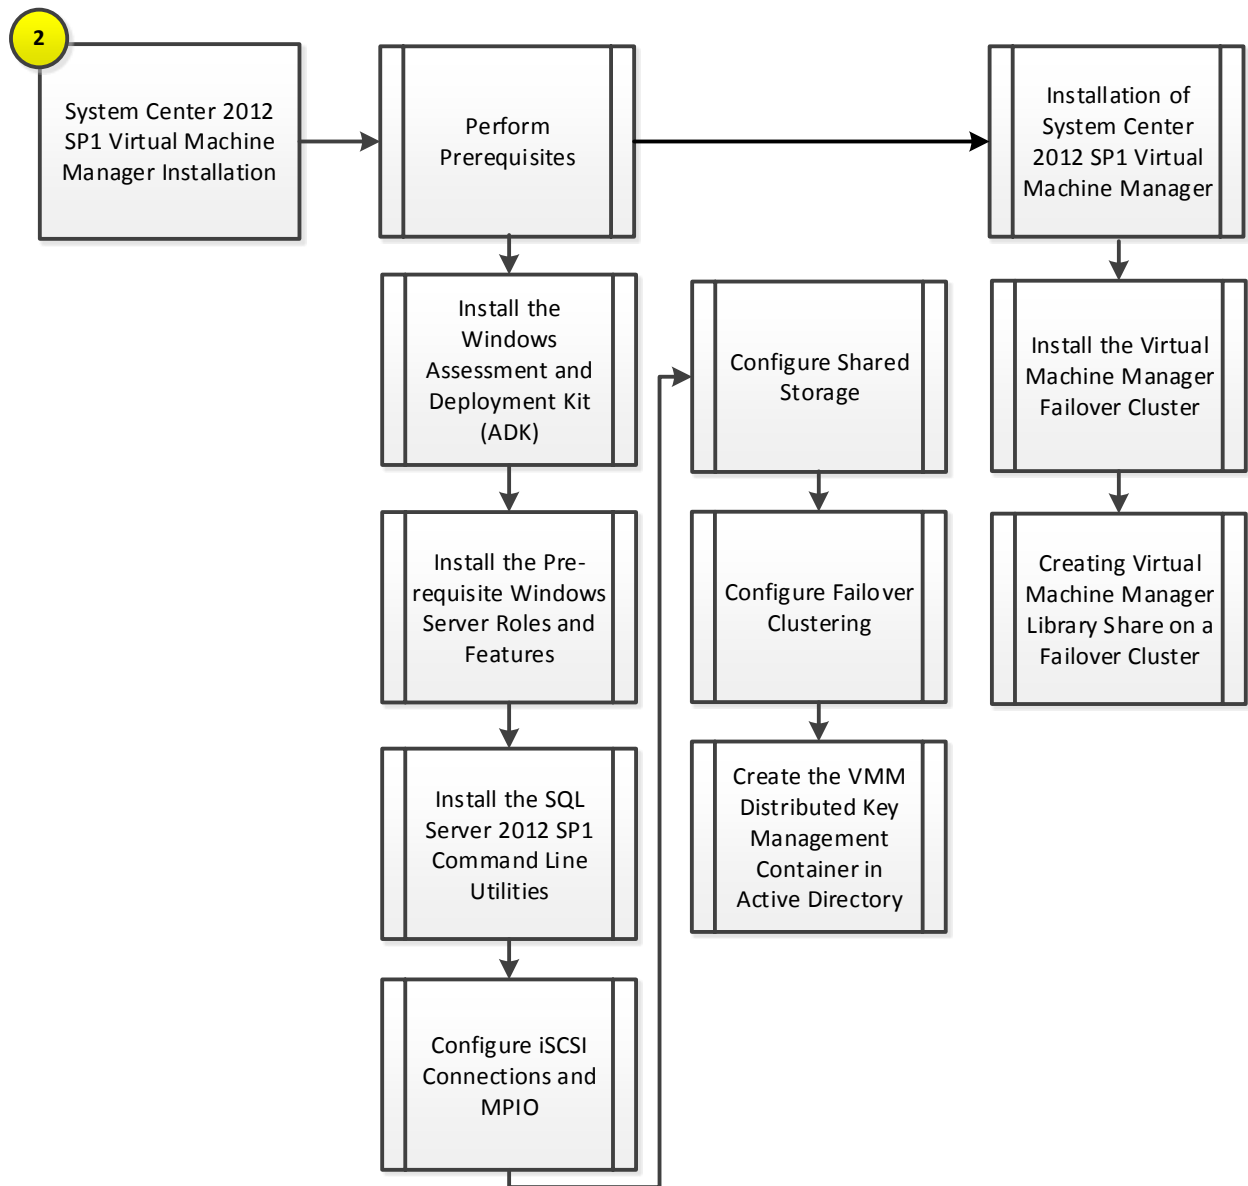 2
System Center 2012
SP1 Virtual Machine
Manager Installation
Perform
Prerequisites
Installation of
System Center
2012 SP1 Virtual
Machine Manager
Install the
Windows
Assessment and
Deployment Kit
(ADK)
Install the Pre-
requisite Windows
Server Roles and
Features
Install the SQL
Server 2012 SP1
Command Line
Utilities
Configure iSCSI
Connections and
MPIO
Configure Shared
Storage
Configure Failover
Clustering
Create the VMM
Distributed Key
Management
Container in
Active Directory
Install the Virtual
Machine Manager
Failover Cluster
Creating Virtual
Machine Manager
Library Share on a
Failover Cluster